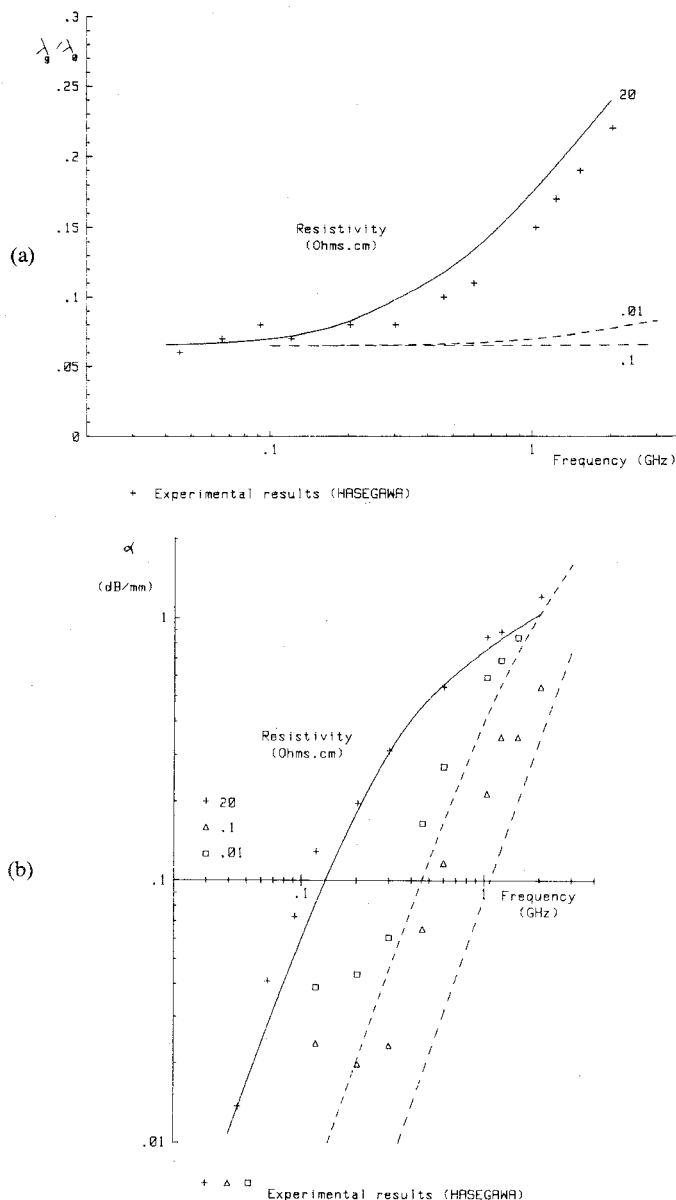 .3
λg/λ0
.25
20
.2
.15
Resistivity
(Ohms.cm)
(a)
.1
.01
.05
.1
0
.1
1
Frequency (GHz)
+ Experimental results (HASEGAWA)
α
(dB/mm)
1
Resistivity
(Ohms.cm)
+ 20
△ .1
□ .01
(b)
.1
.1
1
Frequency
(GHz)
.01
+ △ □ Experimental results (HASEGAWA)